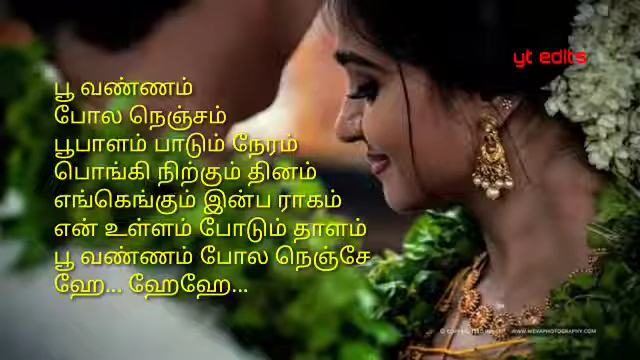 yt edits
பூ வண்ணம்
போல நெஞ்சம்
பூபாளம் பாடும் நேரம்
பொங்கி நிற்கும் தினம்
எங்கெங்கும் இன்ப ராகம்
என் உள்ளம் போடும் தாளம்
பூ வண்ணம் போல நெஞ்சே
ஹே... ஹேஹே...